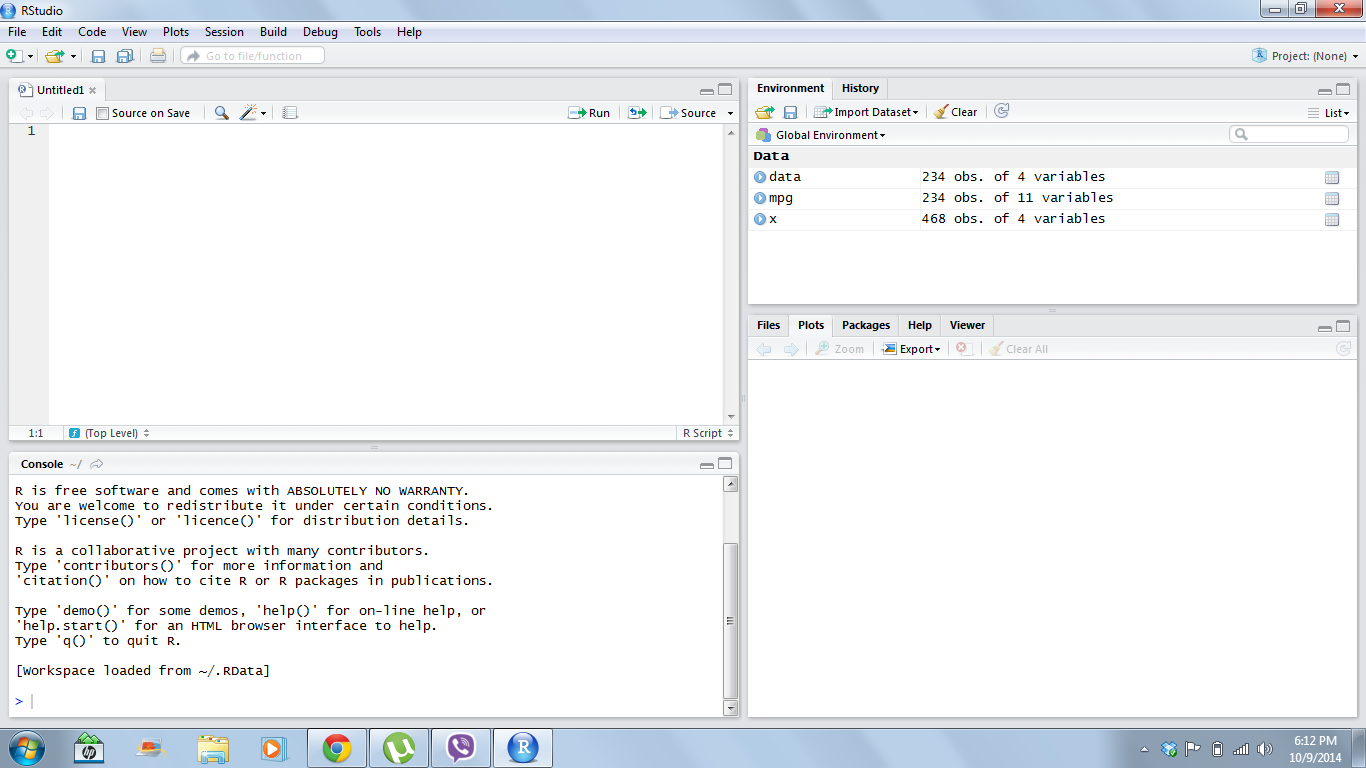 RStudio
File Edit Code View Plots Session Build Debug Tools Help
Go to file/function
Project: (None)
Untitled1
Source on Save
Run
Source
1
1:1
(Top Level)
R Script
Console ~/
R is free software and comes with ABSOLUTELY NO WARRANTY.
You are welcome to redistribute it under certain conditions.
Type 'license()' or 'licence()' for distribution details.
R is a collaborative project with many contributors.
Type 'contributors()' for more information and
'citation()' on how to cite R or R packages in publications.
Type 'demo()' for some demos, 'help()' for on-line help, or
'help.start()' for an HTML browser interface to help.
Type 'q()' to quit R.
[Workspace loaded from ~/.RData]
>
Environment History
Import Dataset Clear List
Global Environment
Data
data 234 obs. of 4 variables
mpg 234 obs. of 11 variables
x 468 obs. of 4 variables
Files Plots Packages Help Viewer
Zoom Export Clear All
hp
R
6:12 PM
10/9/2014